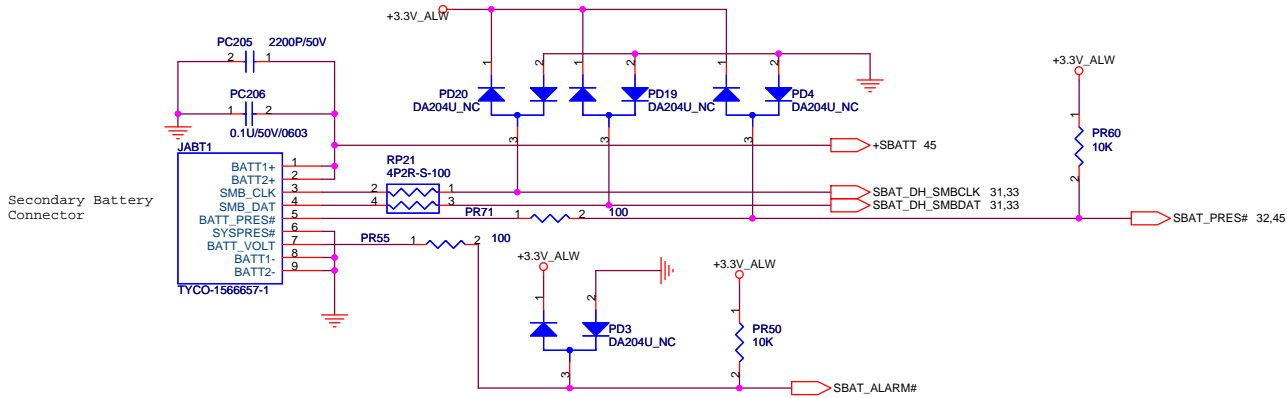 +3.3V_ALW
PC205 2200P/50V
2 1
PC206
1 2
0.1U/50V/0603
1 2 1 2 1 2
PD20
DA204U_NC
PD19
DA204U_NC
PD4
DA204U_NC
3 3 3
+3.3V_ALW
1
PR60
10K
2
JABT1
+SBATT 45
BATT1+ 1
BATT2+ 2
SMB_CLK 3
SMB_DAT 4
BATT_PRES# 5
SYSPRES# 6
BATT_VOLT 7
BATT1- 8
BATT2- 9
TYCO-1566657-1
Secondary Battery
Connector
RP21
4P2R-S-100
2 1
4 3
SBAT_DH_SMBCLK 31,33
SBAT_DH_SMBDAT 31,33
PR71 1 2 100
SBAT_PRES# 32,45
PR55 1 2 100
+3.3V_ALW
1 2
PD3
DA204U_NC
3
+3.3V_ALW
1
PR50
10K
2
SBAT_ALARM#